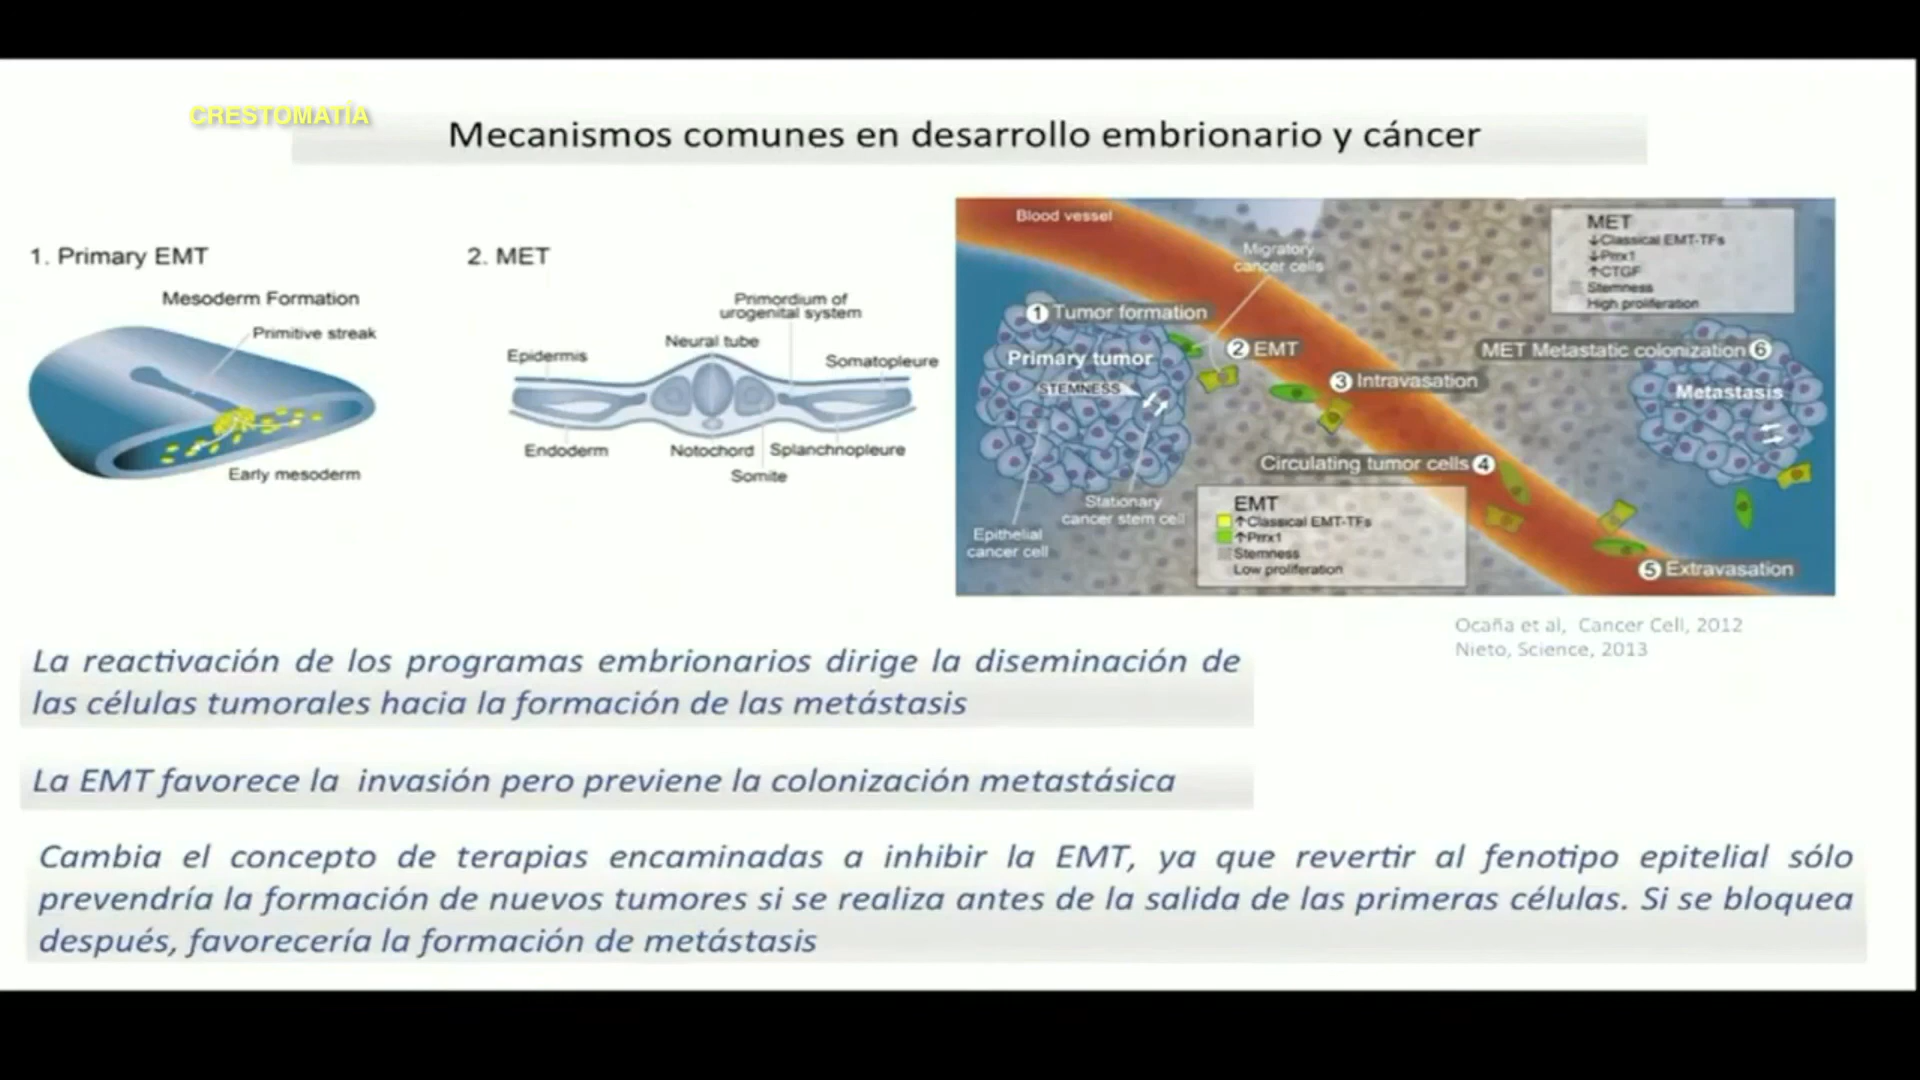 CRESTOMATÍA
Mecanismos comunes en desarrollo embrionario y cáncer
1. Primary EMT
Mesoderm Formation
Primitive streak
Early mesoderm
2. MET
Primordium of
urogenital system
Neural tube
Epidermis
Somatopleure
Endoderm
Notochord
Splanchnopleure
Somite
Blood vessel
Migratory
cancer cells
MET
↓Classical EMT-TFs
↓Prrx1
↑CTGF
Stemness
High proliferation
1 Tumor formation
Primary tumor
STEMNESS
2 EMT
3 Intravasation
MET Metastatic colonization 6
Metastasis
Circulating tumor cells 4
Stationary
cancer stem cell
Epithelial
cancer cell
EMT
↑Classical EMT-TFs
↑Prrx1
Stemness
Low proliferation
5 Extravasation
Ocaña et al, Cancer Cell, 2012
Nieto, Science, 2013
La reactivación de los programas embrionarios dirige la diseminación de
las células tumorales hacia la formación de las metástasis
La EMT favorece la invasión pero previene la colonización metastásica
Cambia el concepto de terapias encaminadas a inhibir la EMT, ya que revertir al fenotipo epitelial sólo
prevendría la formación de nuevos tumores si se realiza antes de la salida de las primeras células. Si se bloquea
después, favorecería la formación de metástasis